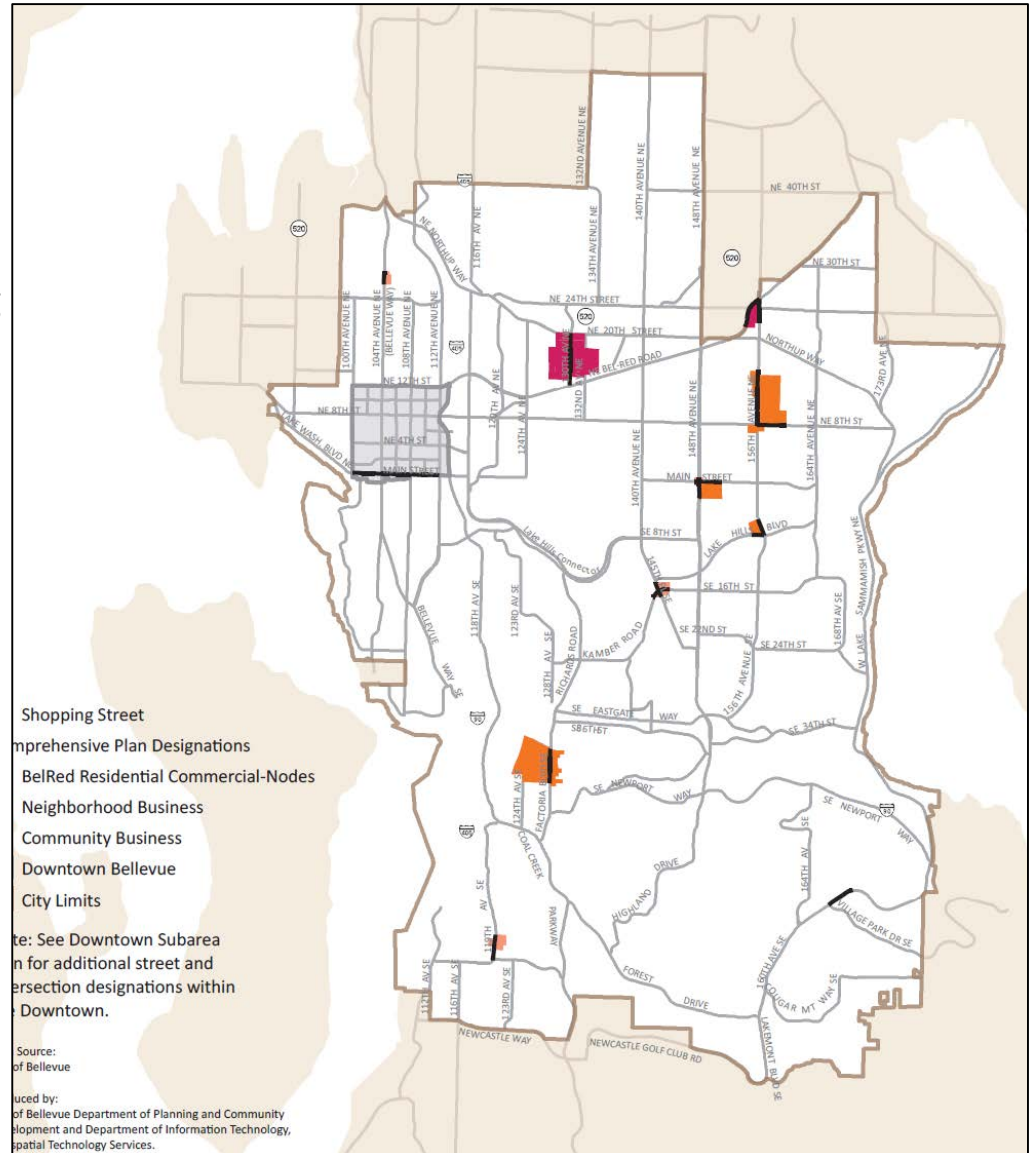 132ND AVENUE NE
140TH AVENUE NE
148TH AVENUE NE
NE 40TH ST
520
520
134TH AVENUE NE
116TH AV NE
NE NORTHUP WAY
NE 30TH ST
NE 24TH STREET
520
NE 20TH STREET
NORTHUP WAY
173RD AVE NE
100TH AVENUE NE
104TH AVENUE NE
(BELLEVUE WAY)
108TH AVENUE NE
112TH AVENUE NE
BEL-RED ROAD
NE 12TH ST
NE 8TH ST
132ND AV NE
120TH AV NE
124TH AV NE
NE 8TH ST
NE 4TH ST
LAKE WASH BLVD NE
MAIN STREET
140TH AVENUE NE
148TH AVENUE NE
156TH AVENUE NE
164TH AVENUE NE
MAIN STREET
SE 8TH ST
LAKE HILLS BLVD
Lake Hills Connector
145TH
SE 16TH ST
SAMMAMISH PKWY NE
W LAKE
168TH AV SE
BELLEVUE
WAY SE
118TH AV SE
123RD AV SE
128TH AV SE
RICHARDS ROAD
KAMBER ROAD
SE 22ND ST
SE 24TH ST
156TH AVENUE SE
SE EASTGATE WAY
SE 34TH ST
90
Shopping Street
mprehensive Plan Designations
BelRed Residential Commercial-Nodes
Neighborhood Business
Community Business
Downtown Bellevue
City Limits
124TH AV SE
FACTORIA
SE NEWPORT WAY
SE NEWPORT WAY
90
405
COAL CREEK
PARKWAY
HIGHLAND DRIVE
164TH AV SE
VILLAGE PARK DR SE
119TH AV SE
160TH AVE SE
COUGAR MT WAY SE
FOREST DRIVE
112TH AV SE
116TH AV SE
123RD AV SE
LAKEMONT BLVD SE
NEWCASTLE WAY
NEWCASTLE GOLF CLUB RD
te: See Downtown Subarea
n for additional street and
ersection designations within
e Downtown.
Source:
of Bellevue
uced by:
of Bellevue Department of Planning and Community
elopment and Department of Information Technology,
spatial Technology Services.